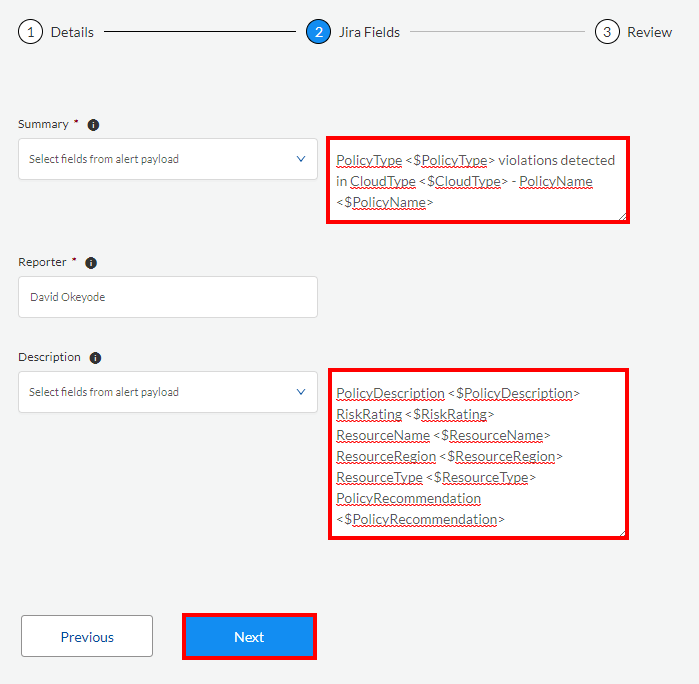 1 Details 2 Jira Fields 3 Review
Summary * i
Select fields from alert payload
PolicyType <$PolicyType> violations detected
in CloudType <$CloudType> - PolicyName
<$PolicyName>
Reporter * i
David Okeyode
Description i
Select fields from alert payload
PolicyDescription <$PolicyDescription>
RiskRating <$RiskRating>
ResourceName <$ResourceName>
ResourceRegion <$ResourceRegion>
ResourceType <$ResourceType>
PolicyRecommendation
<$PolicyRecommendation>
Previous Next